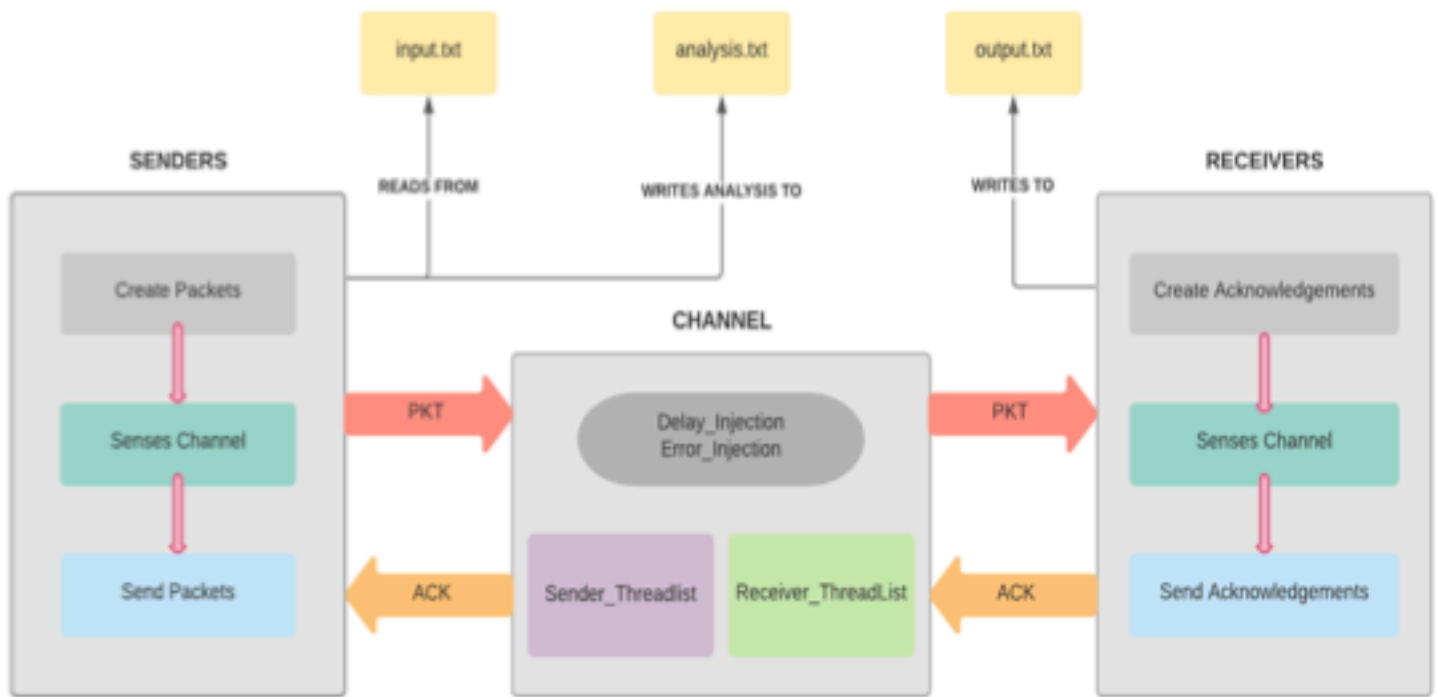 input.txt
analysis.txt
output.txt
SENDERS
READS FROM
WRITES ANALYSIS TO
WRITES TO
RECEIVERS
Create Packets
Senses Channel
Send Packets
PKT
ACK
CHANNEL
Delay_Injection
Error_Injection
Sender_Threadlist
Receiver_ThreadList
PKT
ACK
Create Acknowledgements
Senses Channel
Send Acknowledgements